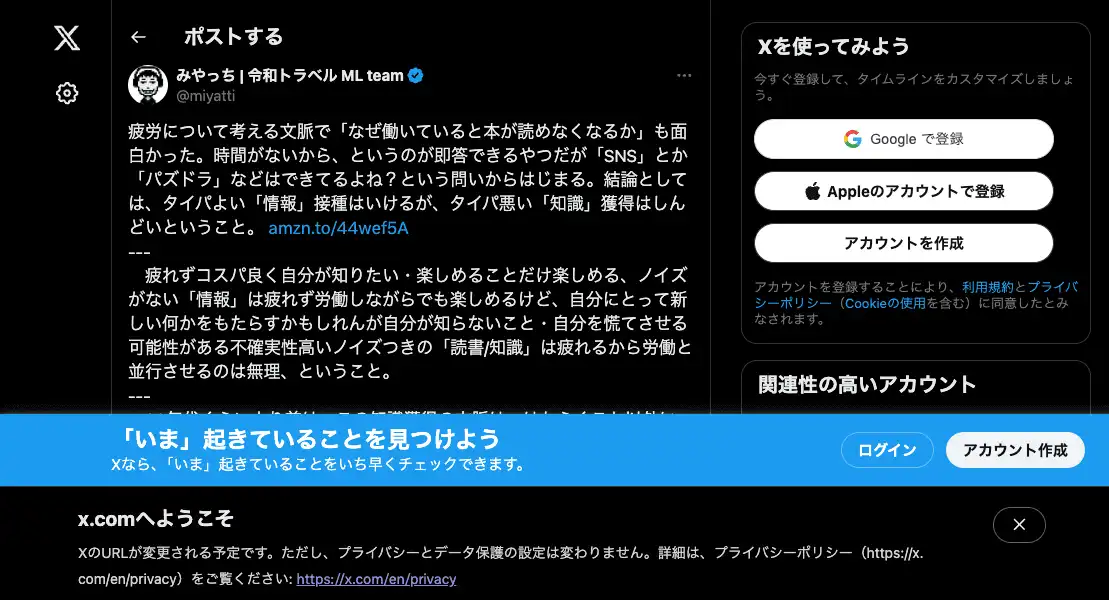 ポストする
みやっち | 令和トラベル ML team
@miyatti
疲労について考える文脈で「なぜ働いていると本が読めなくなるか」も面
白かった。時間がないから、というのが即答できるやつだが「SNS」とか
「パズドラ」などはできてるよね？という問いからはじまる。結論として
は、タイパよい「情報」接種はいけるが、タイパ悪い「知識」獲得はしん
どいということ。 amzn.to/44wef5A
---
　疲れずコスパ良く自分が知りたい・楽しめることだけ楽しめる、ノイズ
がない「情報」は疲れず労働しながらでも楽しめるけど、自分にとって新
しい何かをもたらすかもしれんが自分が知らないこと・自分を慌てさせる
可能性がある不確実性高いノイズつきの「読書/知識」は疲れるから労働と
並行させるのは無理、ということ。
---
Xを使ってみよう
今すぐ登録して、タイムラインをカスタマイズしましょ
う。
Google で登録
Appleのアカウントで登録
アカウントを作成
アカウントを登録することにより、利用規約とプライバ
シーポリシー（Cookieの使用を含む）に同意したとみ
なされます。
関連性の高いアカウント
「いま」起きていることを見つけよう
Xなら、「いま」起きていることをいち早くチェックできます。
ログイン
アカウント作成
x.comへようこそ
XのURLが変更される予定です。ただし、プライバシーとデータ保護の設定は変わりません。詳細は、プライバシーポリシー（https://x.
com/en/privacy）をご覧ください: https://x.com/en/privacy